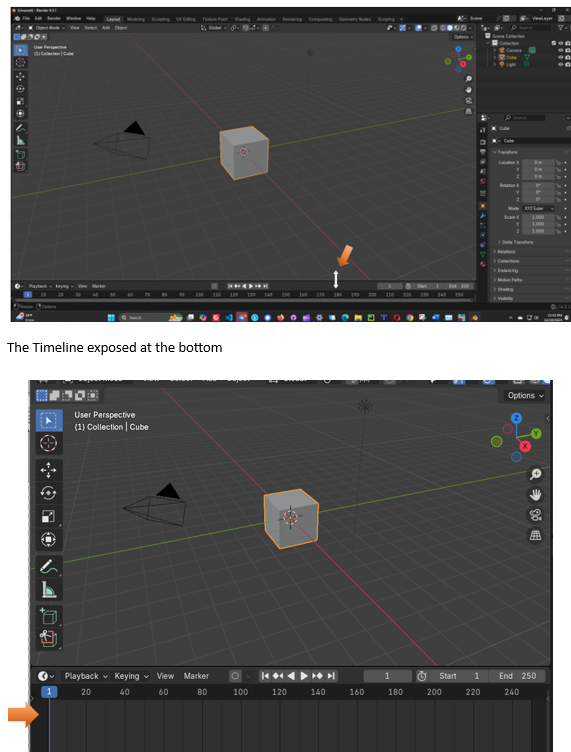 File Edit Render Window Help Layout Modeling Sculpting UV Editing Texture Paint Shading Animation Rendering Compositing Geometry Nodes Scripting Scene ViewLayer
View Select Add Object Global
Options
User Perspective
(1) Collection | Cube
Scene Collection
Collection
Camera
Cube
Light
Search
Cube
Cube
Transform
Location X 0 m
Y 0 m
Z 0 m
Rotation X 0°
Y 0°
Z 0°
Mode XYZ Euler
Scale X 1.000
Y 1.000
Z 1.000
Delta Transform
Relations
Collections
Instancing
Motion Paths
Shading
Visibility
Playback Keying View Marker 1 Start 1 End 250
1 10 20 30 40 50 60 70 80 90 100 110 120 130 140 150 160 170 180 190 200 210 220 230 240 250
Search
The Timeline exposed at the bottom
Options
User Perspective
(1) Collection | Cube
Z
Y
X
Playback Keying View Marker 1 Start 1 End 250
1 20 40 60 80 100 120 140 160 180 200 220 240